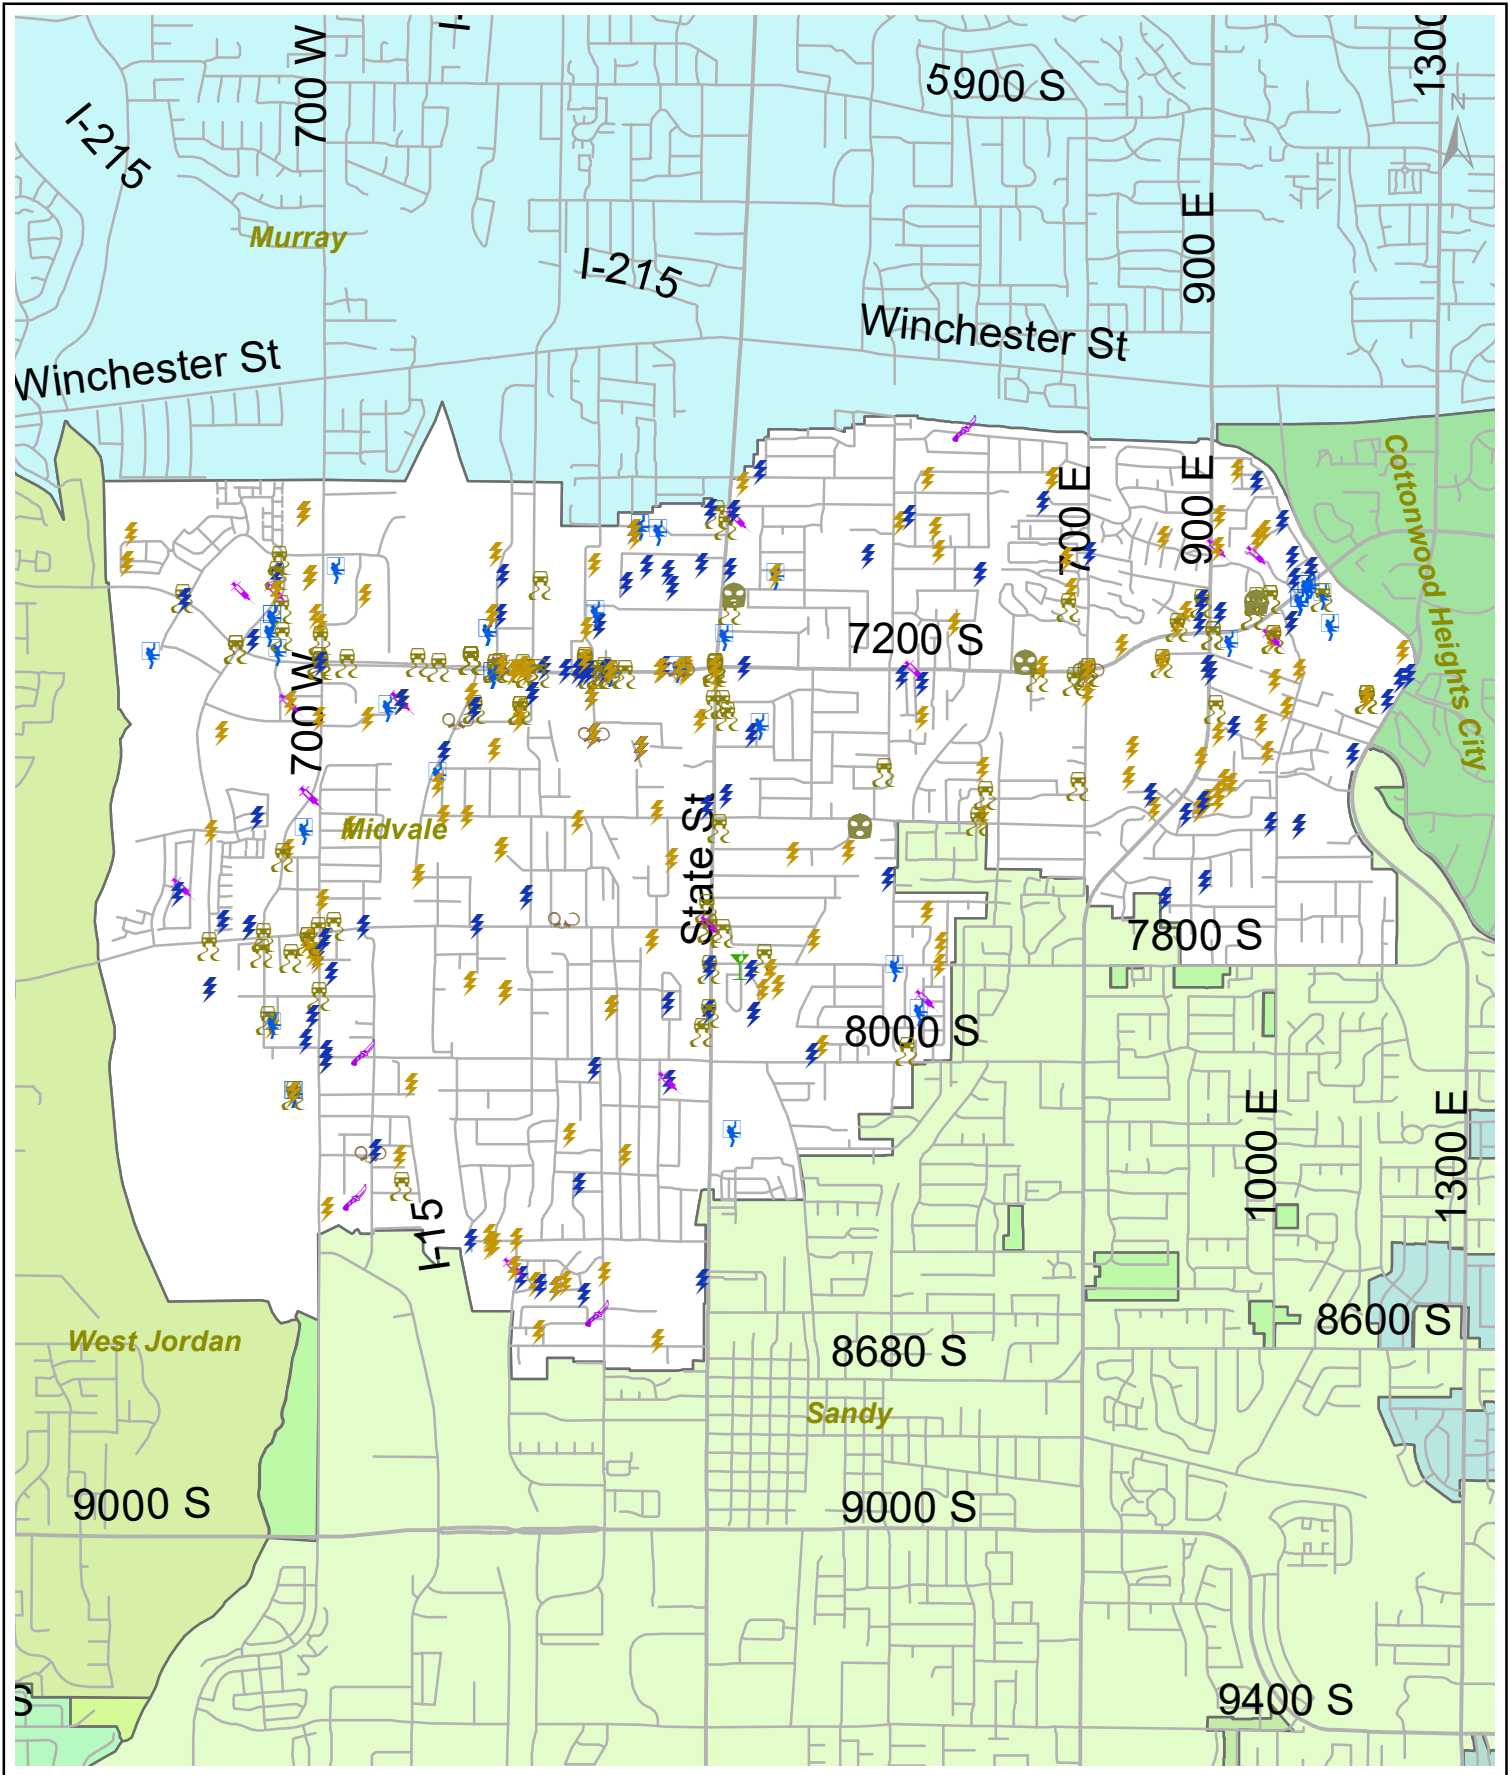 700 W
I-
1300
5900 S
I-215
N
900 E
Murray
I-215
Winchester St
Winchester St
Cottonwood Heights City
700 E
900 E
7200 S
700 W
Midvale
State St
7800 S
8000 S
1000 E
1300 E
I-15
8600 S
West Jordan
8680 S
Sandy
9000 S
9000 S
S
9400 S